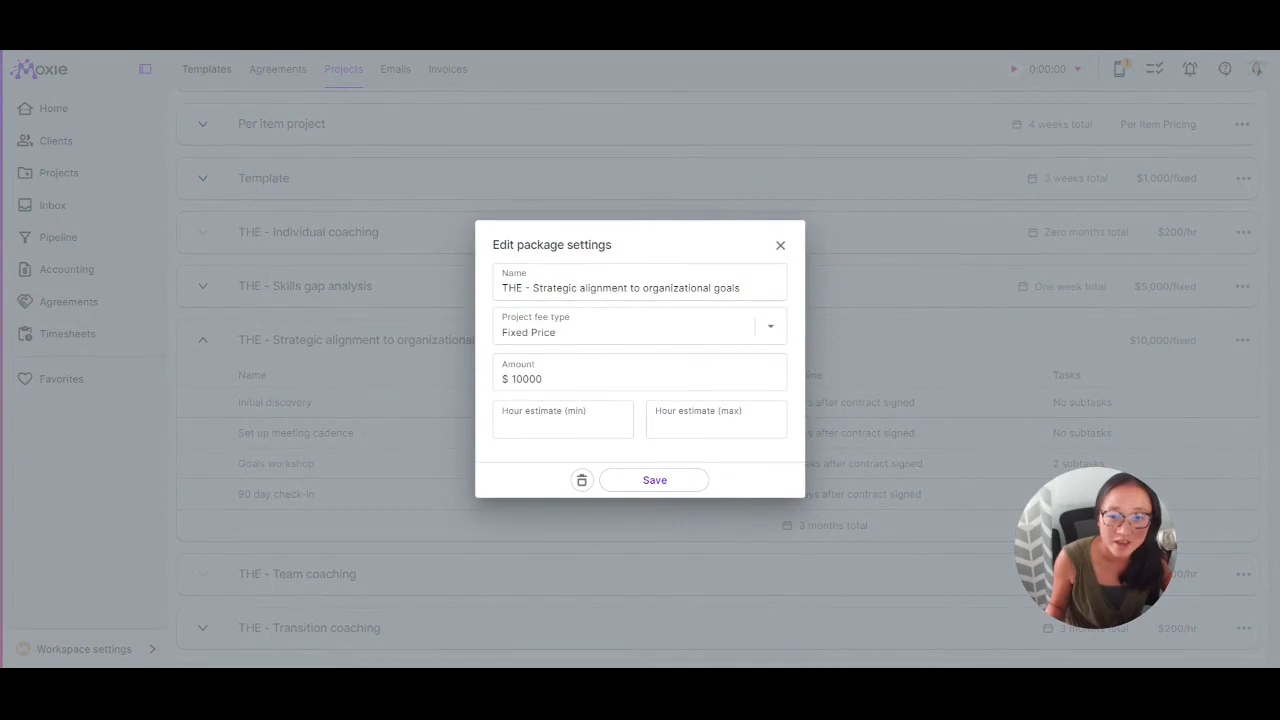 Moxie
Templates
Agreements
Projects
Emails
Invoices
0:00:00
1
Home
Clients
Projects
Inbox
Pipeline
Accounting
Agreements
Timesheets
Favorites
Workspace settings
Per Item project
4 weeks total
Per Item Pricing
Template
3 weeks total
$1,000/fixed
THE - Individual coaching
Zero months total
$200/hr
THE - Skills gap analysis
One week total
$5,000/fixed
THE - Strategic alignment to organizational
$10,000/fixed
Name
Tasks
Initial discovery
after contract signed
No subtasks
Set up meeting cadence
after contract signed
No subtasks
Goals workshop
after contract signed
2 subtasks
90 day check-in
after contract signed
3 months total
THE - Team coaching
THE - Transition coaching
3 months total
$200/hr
Edit package settings
Name
THE - Strategic alignment to organizational goals
Project fee type
Fixed Price
Amount
$ 10000
Hour estimate (min)
Hour estimate (max)
Save